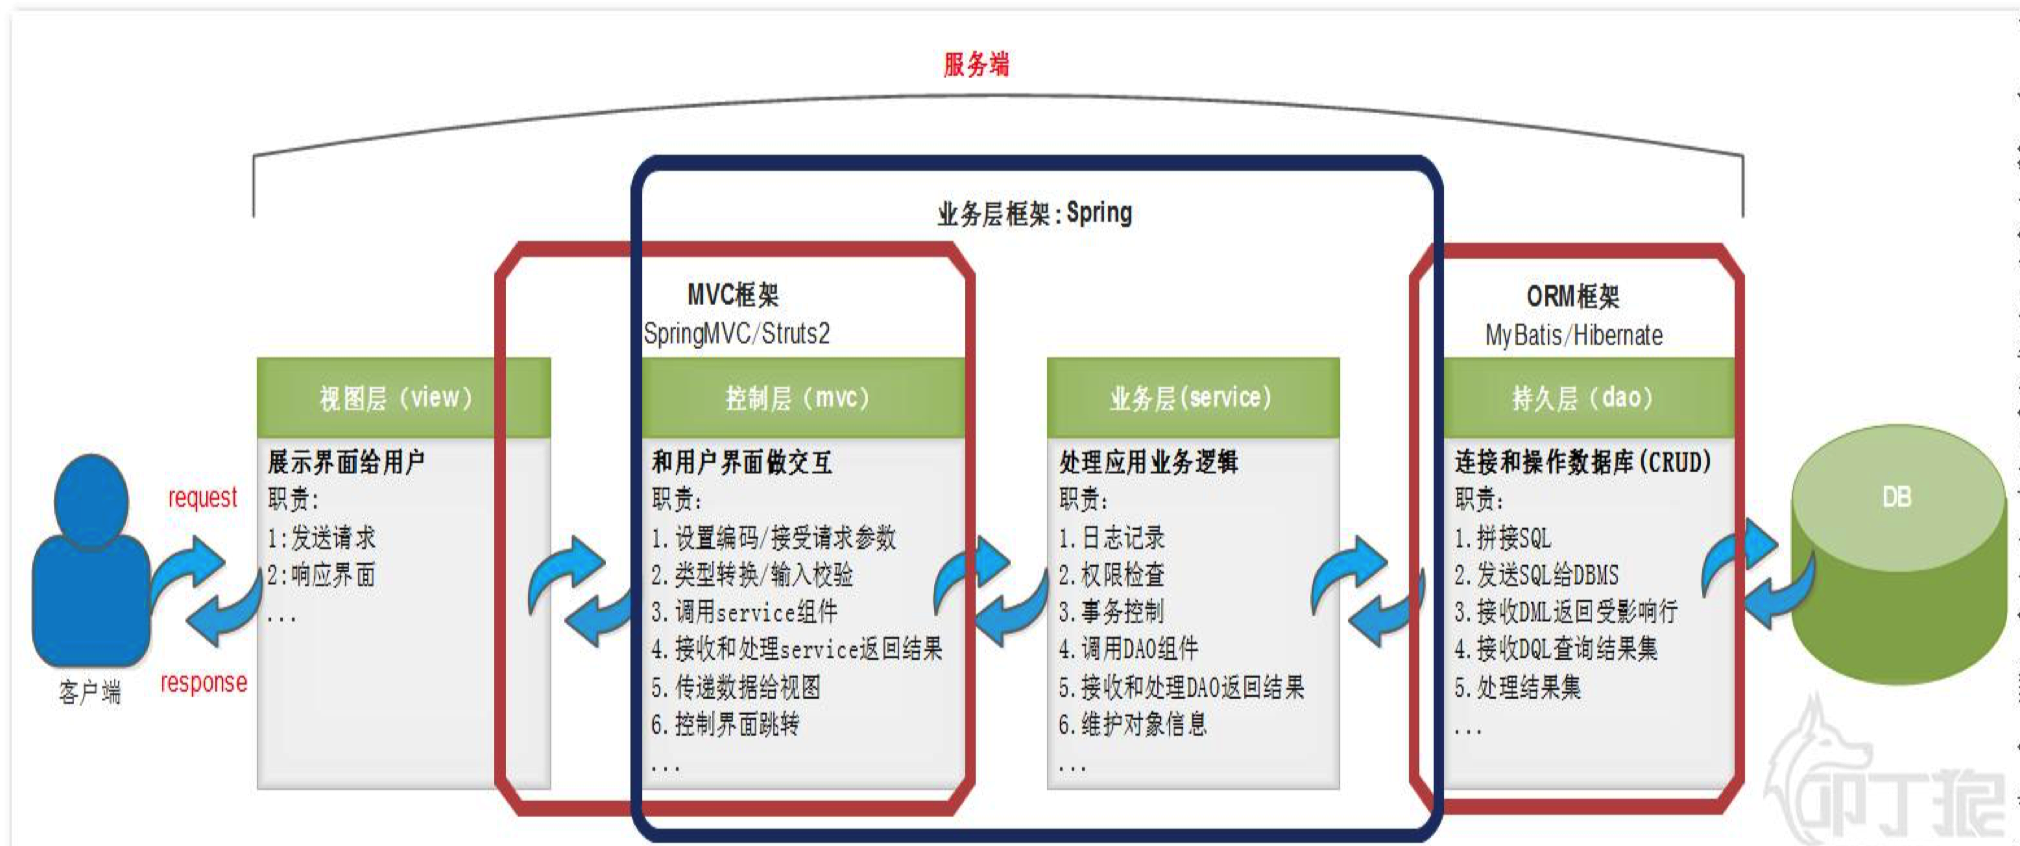 服务端
业务层框架:Spring
MVC框架
SpringMVC/Struts2
ORM框架
MyBatis/Hibernate
视图层（view）
展示界面给用户
职责:
1:发送请求
2:响应界面
...
控制层（mvc）
和用户界面做交互
职责:
1.设置编码/接受请求参数
2.类型转换/输入校验
3.调用service组件
4.接收和处理service返回结果
5.传递数据给视图
6.控制界面跳转
...
业务层(service)
处理应用业务逻辑
职责:
1.日志记录
2.权限检查
3.事务控制
4.调用DAO组件
5.接收和处理DAO返回结果
6.维护对象信息
...
持久层（dao）
连接和操作数据库(CRUD)
职责:
1.拼接SQL
2.发送SQL给DBMS
3.接收DML返回受影响行
4.接收DQL查询结果集
5.处理结果集
...
request
response
客户端
DB
叩丁狼